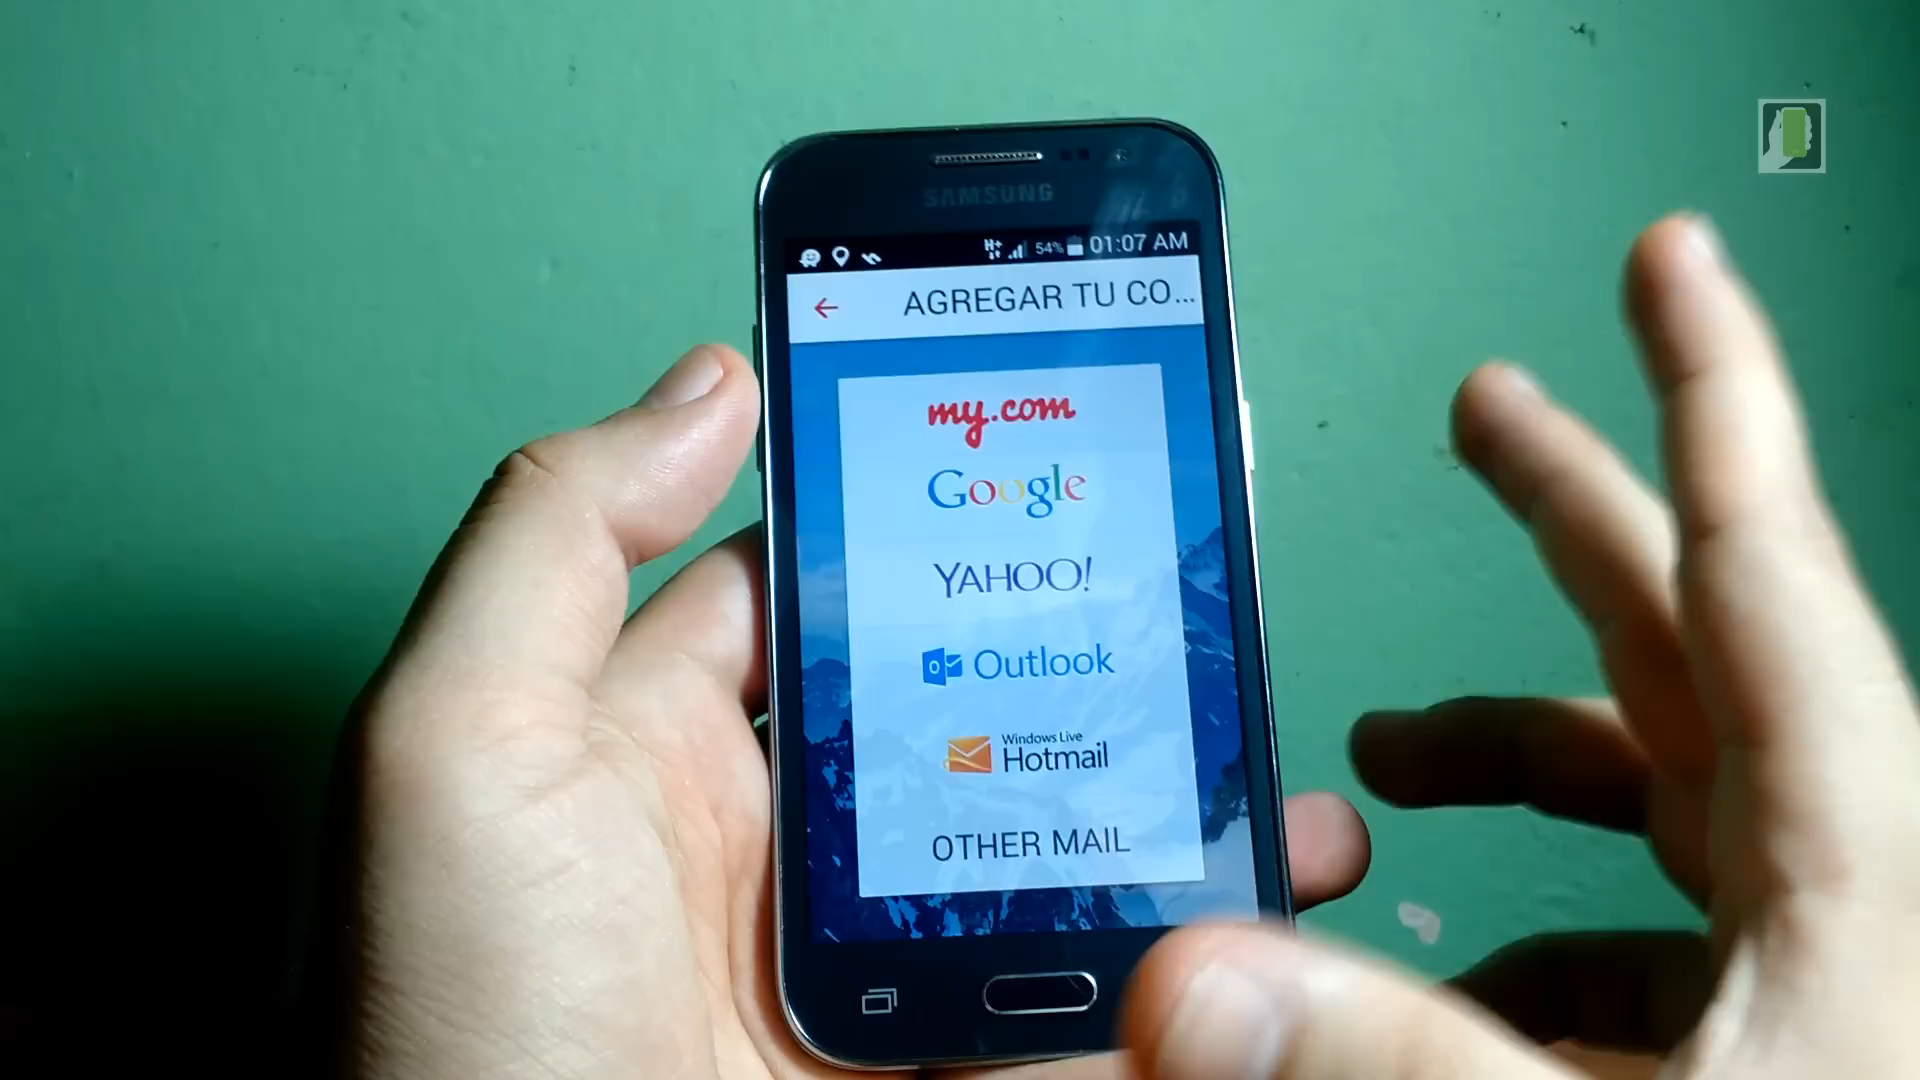 SAMSUNG
H+ 54% 01:07 AM
AGREGAR TU CO...
my.com
Google
YAHOO!
Outlook
Windows Live
Hotmail
OTHER MAIL